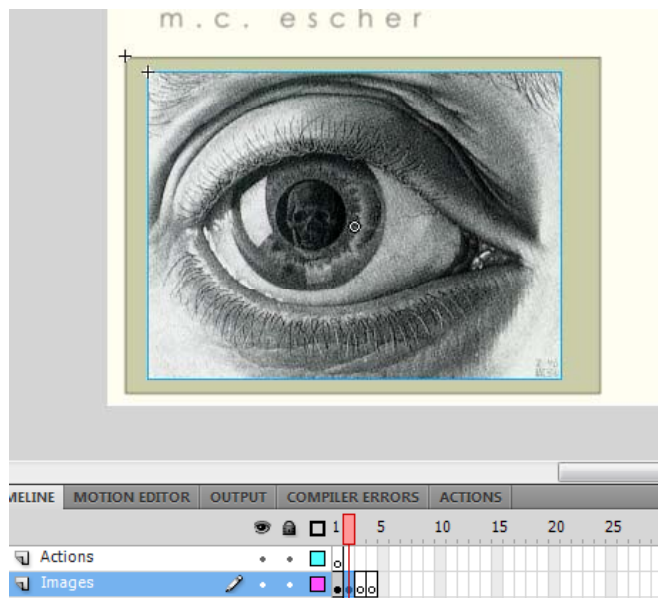 m.c. escher
MELINE MOTION EDITOR OUTPUT COMPILER ERRORS ACTIONS
1 5 10 15 20 25
Actions
Images